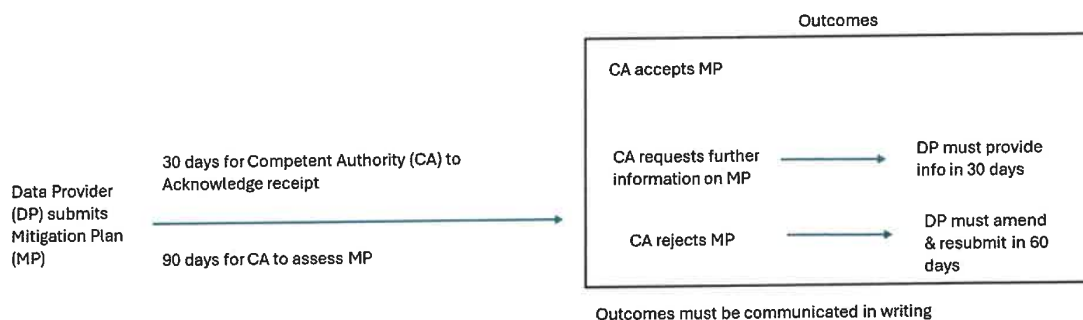 Outcomes
CA accepts MP
30 days for Competent Authority (CA) to
Acknowledge receipt
Data Provider
(DP) submits
Mitigation Plan
(MP)
90 days for CA to assess MP
CA requests further
information on MP
DP must provide
info in 30 days
CA rejects MP
DP must amend
& resubmit in 60
days
Outcomes must be communicated in writing